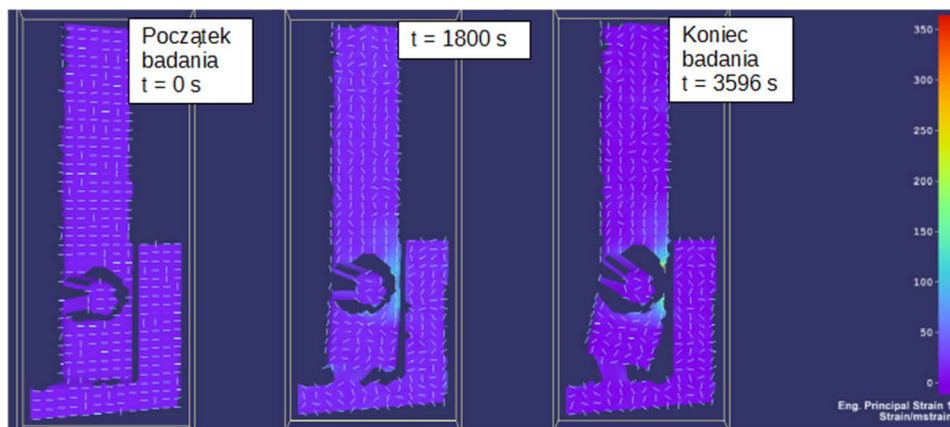 Początek
badania
t = 0 s
t = 1800 s
Koniec
badania
t = 3596 s
350
300
250
200
150
100
50
0
Eng. Principal Strain 1
Strain/mstrain